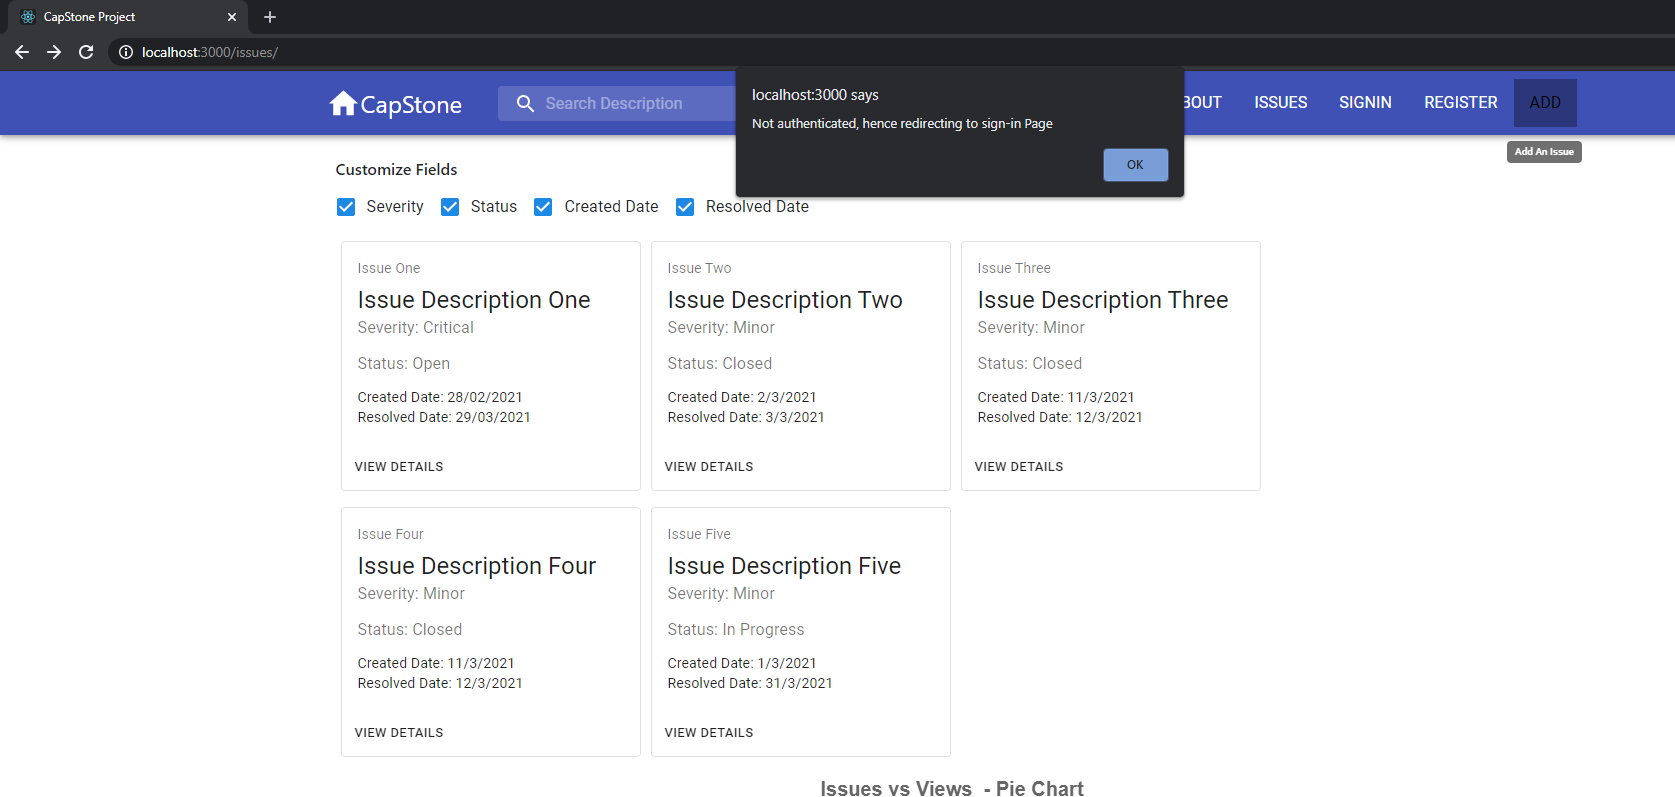 CapStone Project
localhost:3000/issues/
CapStone
Search Description
localhost:3000 says
Not authenticated, hence redirecting to sign-in Page
OK
BOUT
ISSUES
SIGNIN
REGISTER
ADD
Add An Issue
Customize Fields
Severity
Status
Created Date
Resolved Date
Issue One
Issue Description One
Severity: Critical
Status: Open
Created Date: 28/02/2021
Resolved Date: 29/03/2021
VIEW DETAILS
Issue Two
Issue Description Two
Severity: Minor
Status: Closed
Created Date: 2/3/2021
Resolved Date: 3/3/2021
VIEW DETAILS
Issue Three
Issue Description Three
Severity: Minor
Status: Closed
Created Date: 11/3/2021
Resolved Date: 12/3/2021
VIEW DETAILS
Issue Four
Issue Description Four
Severity: Minor
Status: Closed
Created Date: 11/3/2021
Resolved Date: 12/3/2021
VIEW DETAILS
Issue Five
Issue Description Five
Severity: Minor
Status: In Progress
Created Date: 1/3/2021
Resolved Date: 31/3/2021
VIEW DETAILS
Issues vs Views - Pie Chart